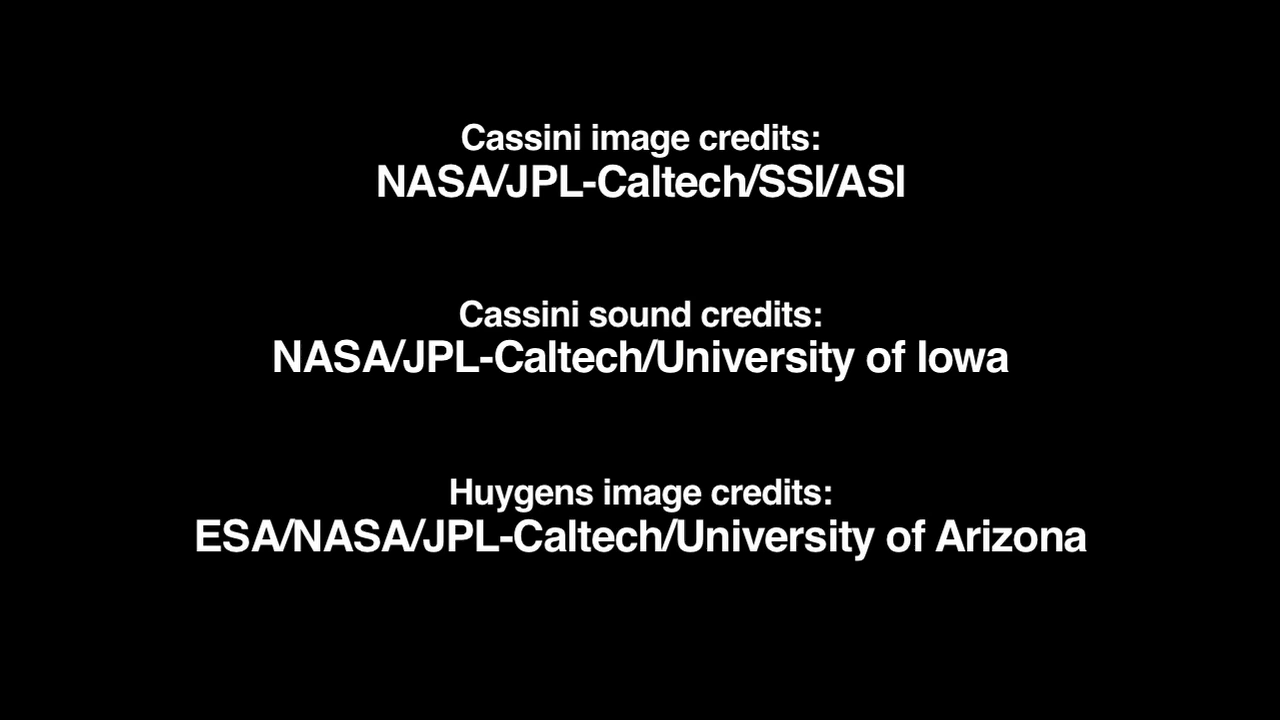 Cassini image credits:
NASA/JPL-Caltech/SSI/ASI
Cassini sound credits:
NASA/JPL-Caltech/University of Iowa
Huygens image credits:
ESA/NASA/JPL-Caltech/University of Arizona